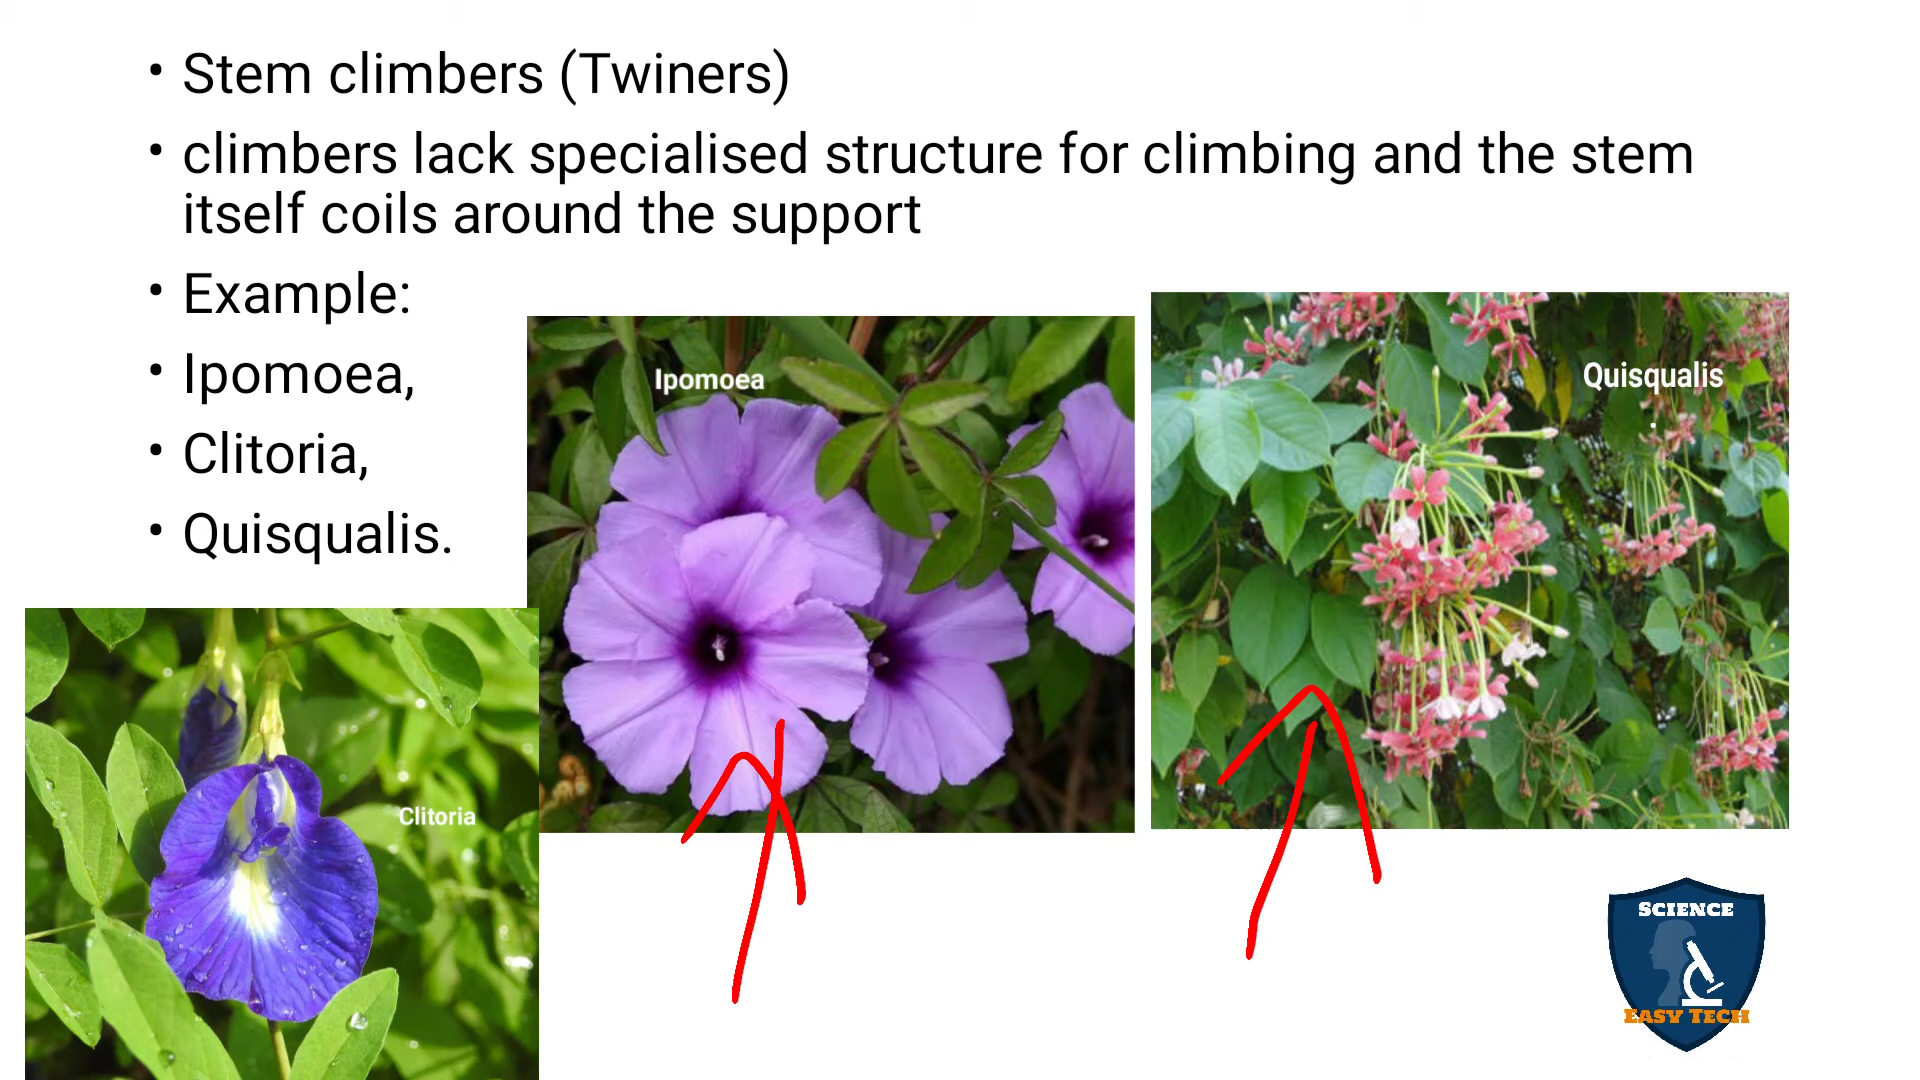 • Stem climbers (Twiners)
• climbers lack specialised structure for climbing and the stem
itself coils around the support
• Example:
• Ipomoea,
• Clitoria,
• Quisqualis.
Ipomoea
Quisqualis
.
Clitoria
SCIENCE
EASY TECH